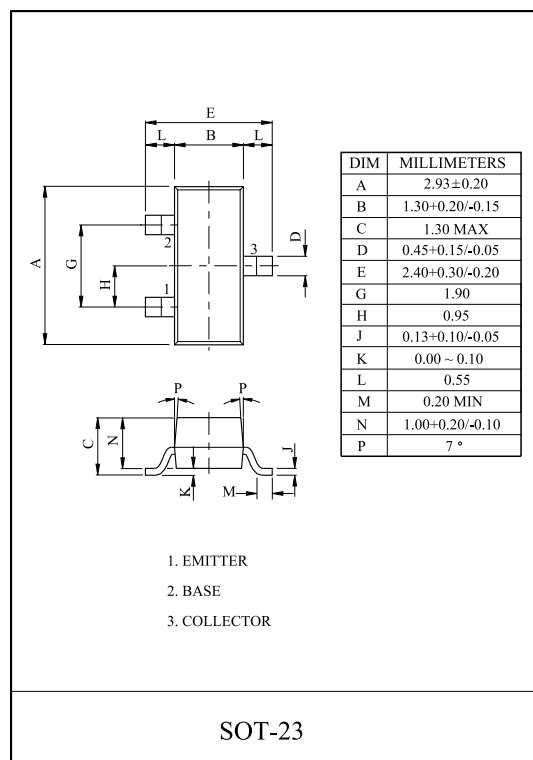 E
L B L
A
G
H
2
1
3
D
DIM MILLIMETERS
A 2.93±0.20
B 1.30+0.20/-0.15
C 1.30 MAX
D 0.45+0.15/-0.05
E 2.40+0.30/-0.20
G 1.90
H 0.95
J 0.13+0.10/-0.05
K 0.00 ~ 0.10
L 0.55
M 0.20 MIN
N 1.00+0.20/-0.10
P 7 °
P P
C
N
K
M
J
1. EMITTER
2. BASE
3. COLLECTOR
SOT-23